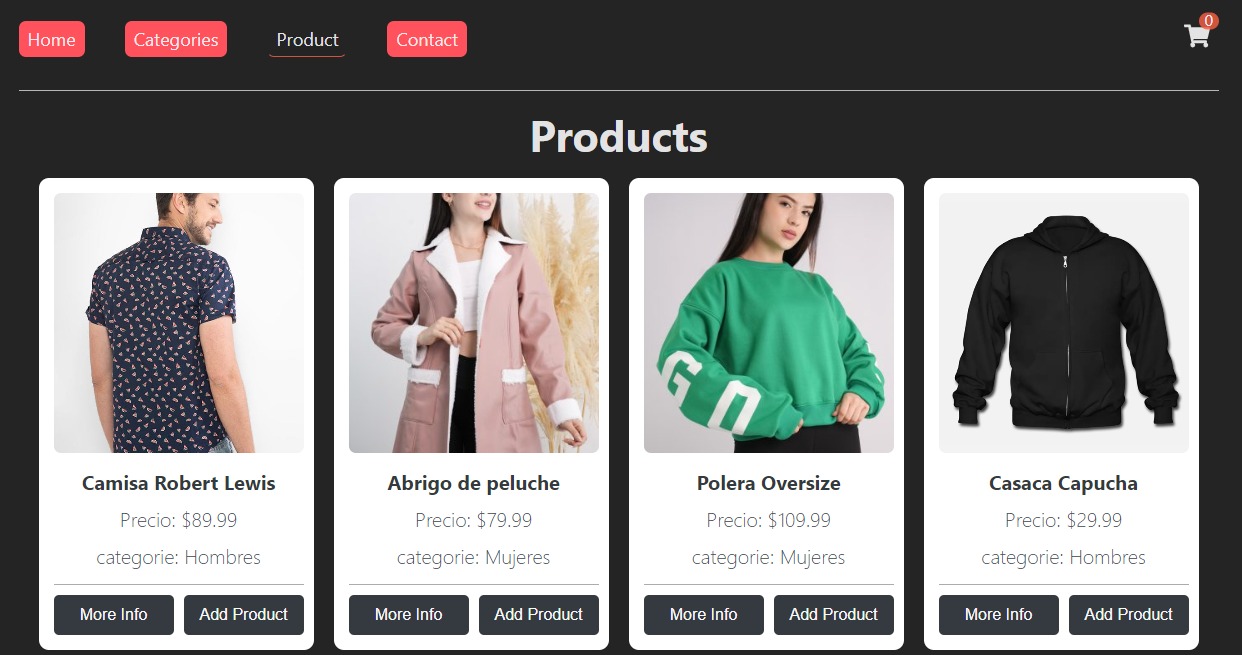 Home Categories Product Contact 0
Products
Camisa Robert Lewis
Precio: $89.99
categorie: Hombres
More Info Add Product
Abrigo de peluche
Precio: $79.99
categorie: Mujeres
More Info Add Product
GO
Polera Oversize
Precio: $109.99
categorie: Mujeres
More Info Add Product
Casaca Capucha
Precio: $29.99
categorie: Hombres
More Info Add Product